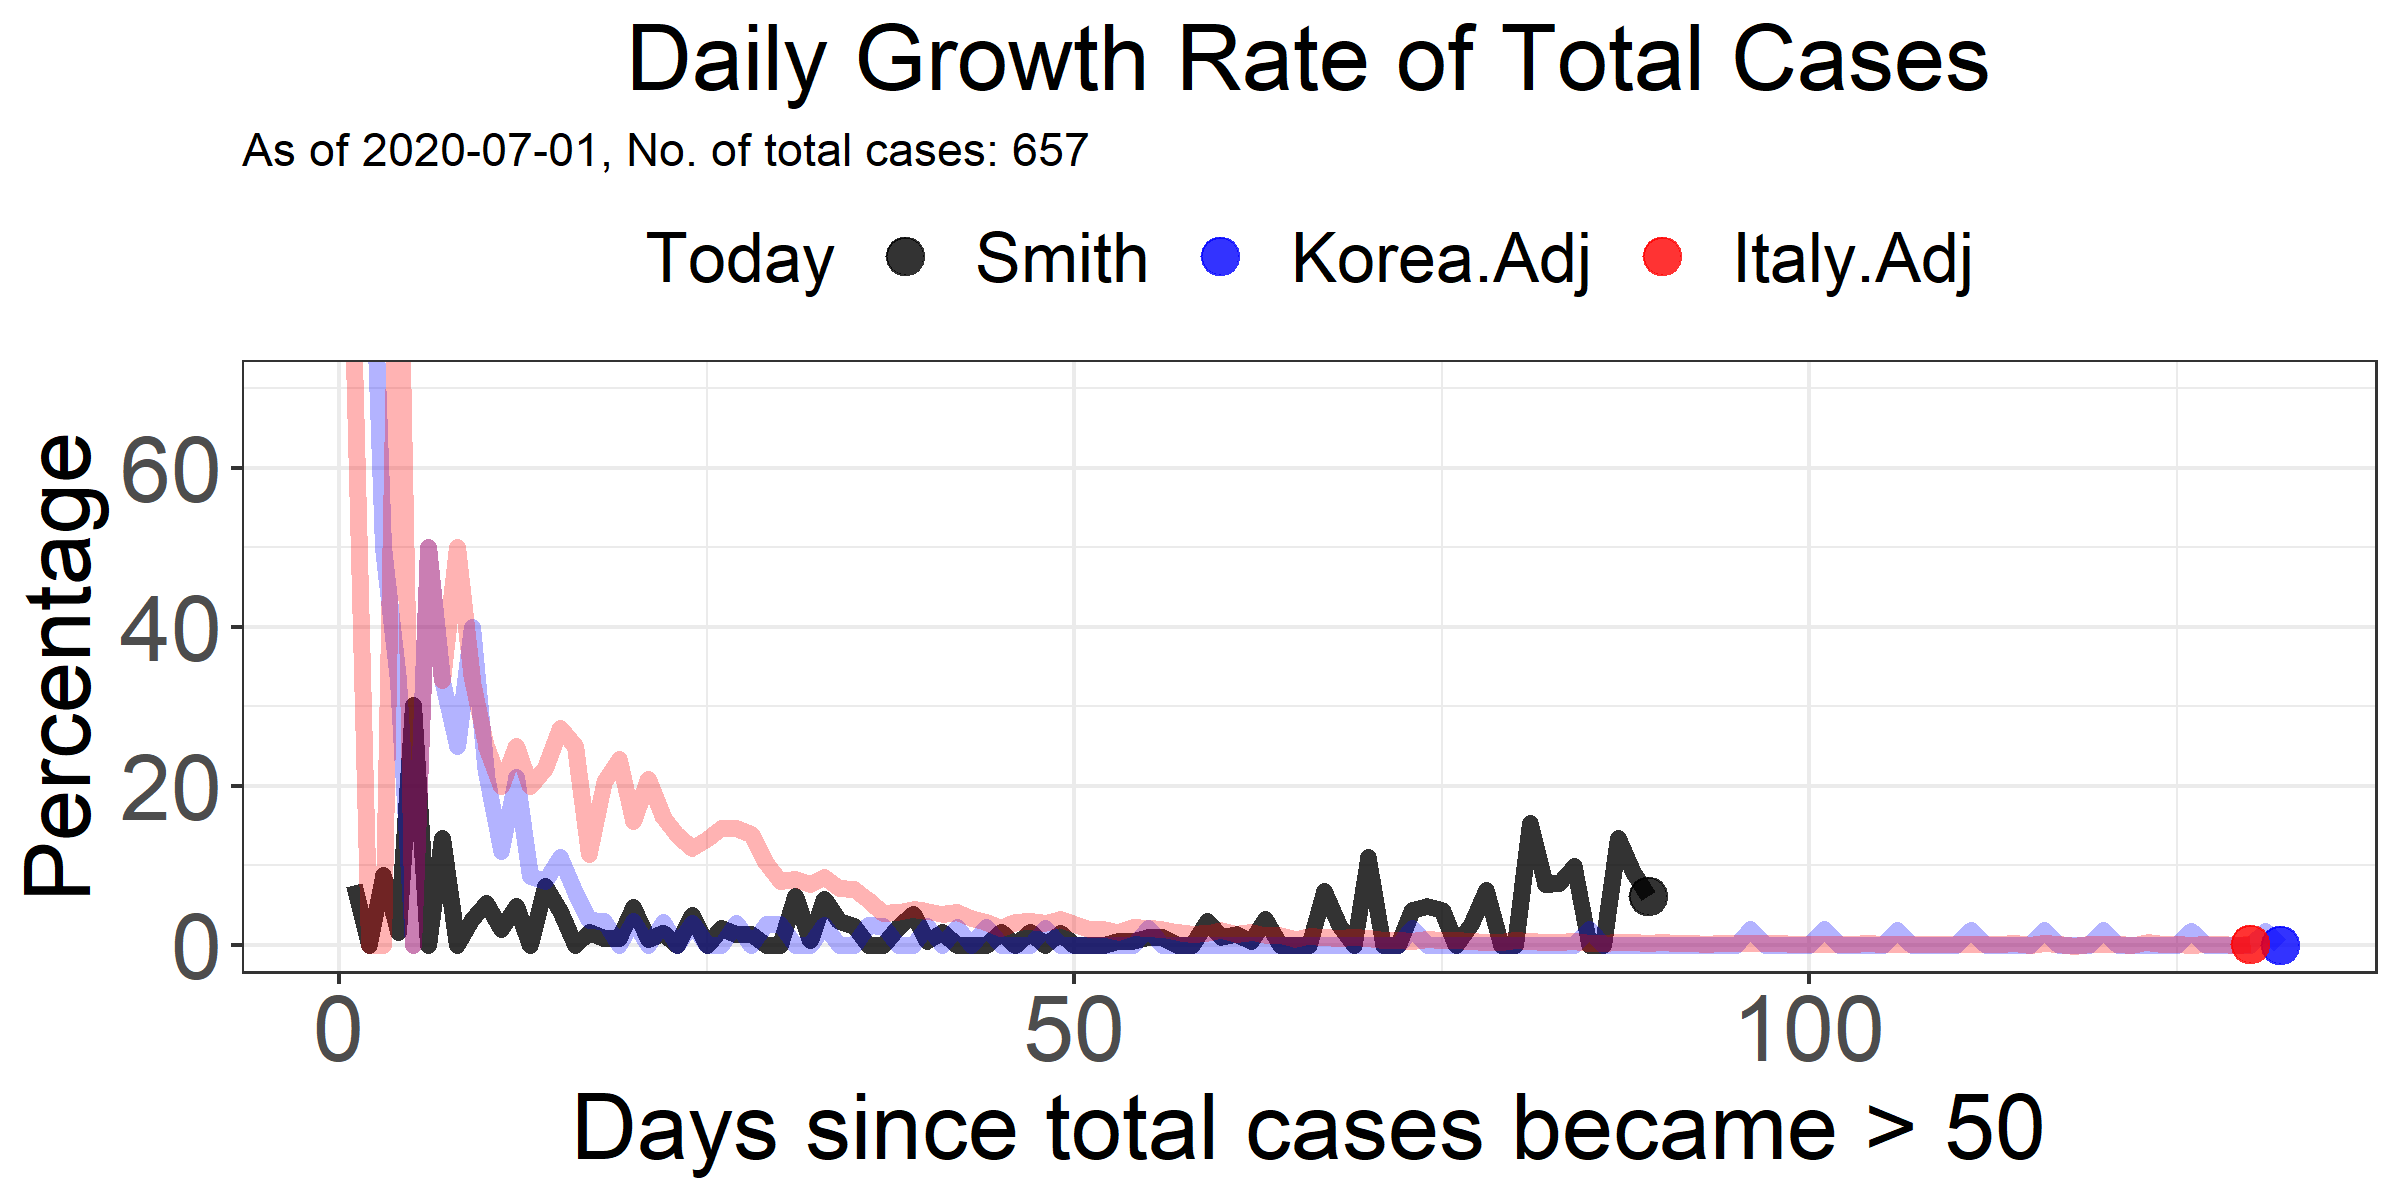 Daily Growth Rate of Total Cases
As of 2020-07-01, No. of total cases: 657
Today Smith Korea.Adj Italy.Adj
Percentage
60
40
20
0
0 50 100
Days since total cases became > 50